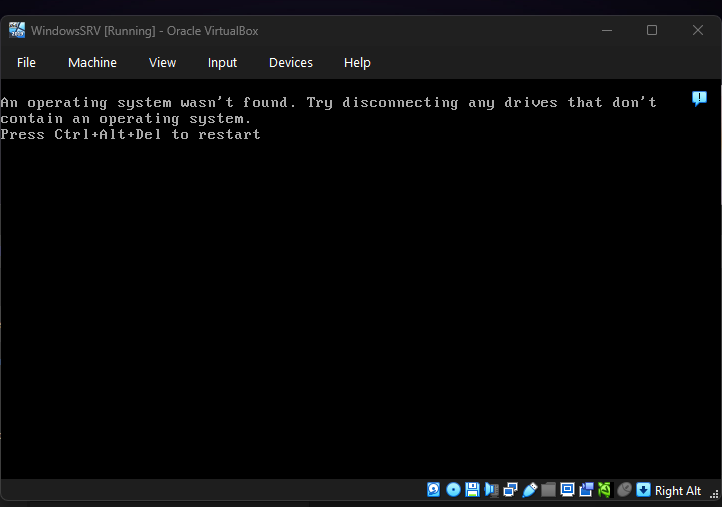 WindowsSRV [Running] - Oracle VirtualBox
File Machine View Input Devices Help
An operating system wasn't found. Try disconnecting any drives that don't
contain an operating system.
Press Ctrl+Alt+Del to restart
Right Alt